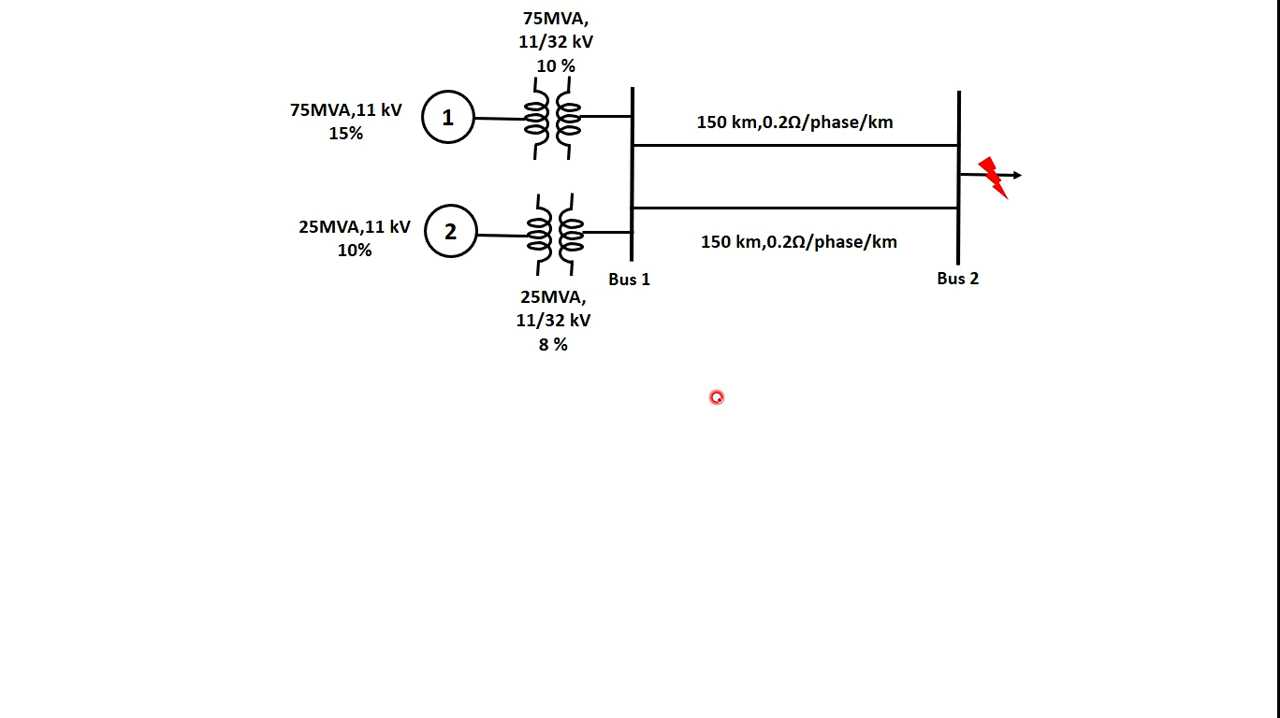 75MVA,
11/32 kV
10 %
75MVA,11 kV
15%
1
150 km,0.2Ω/phase/km
25MVA,11 kV
10%
2
150 km,0.2Ω/phase/km
Bus 1
Bus 2
25MVA,
11/32 kV
8 %